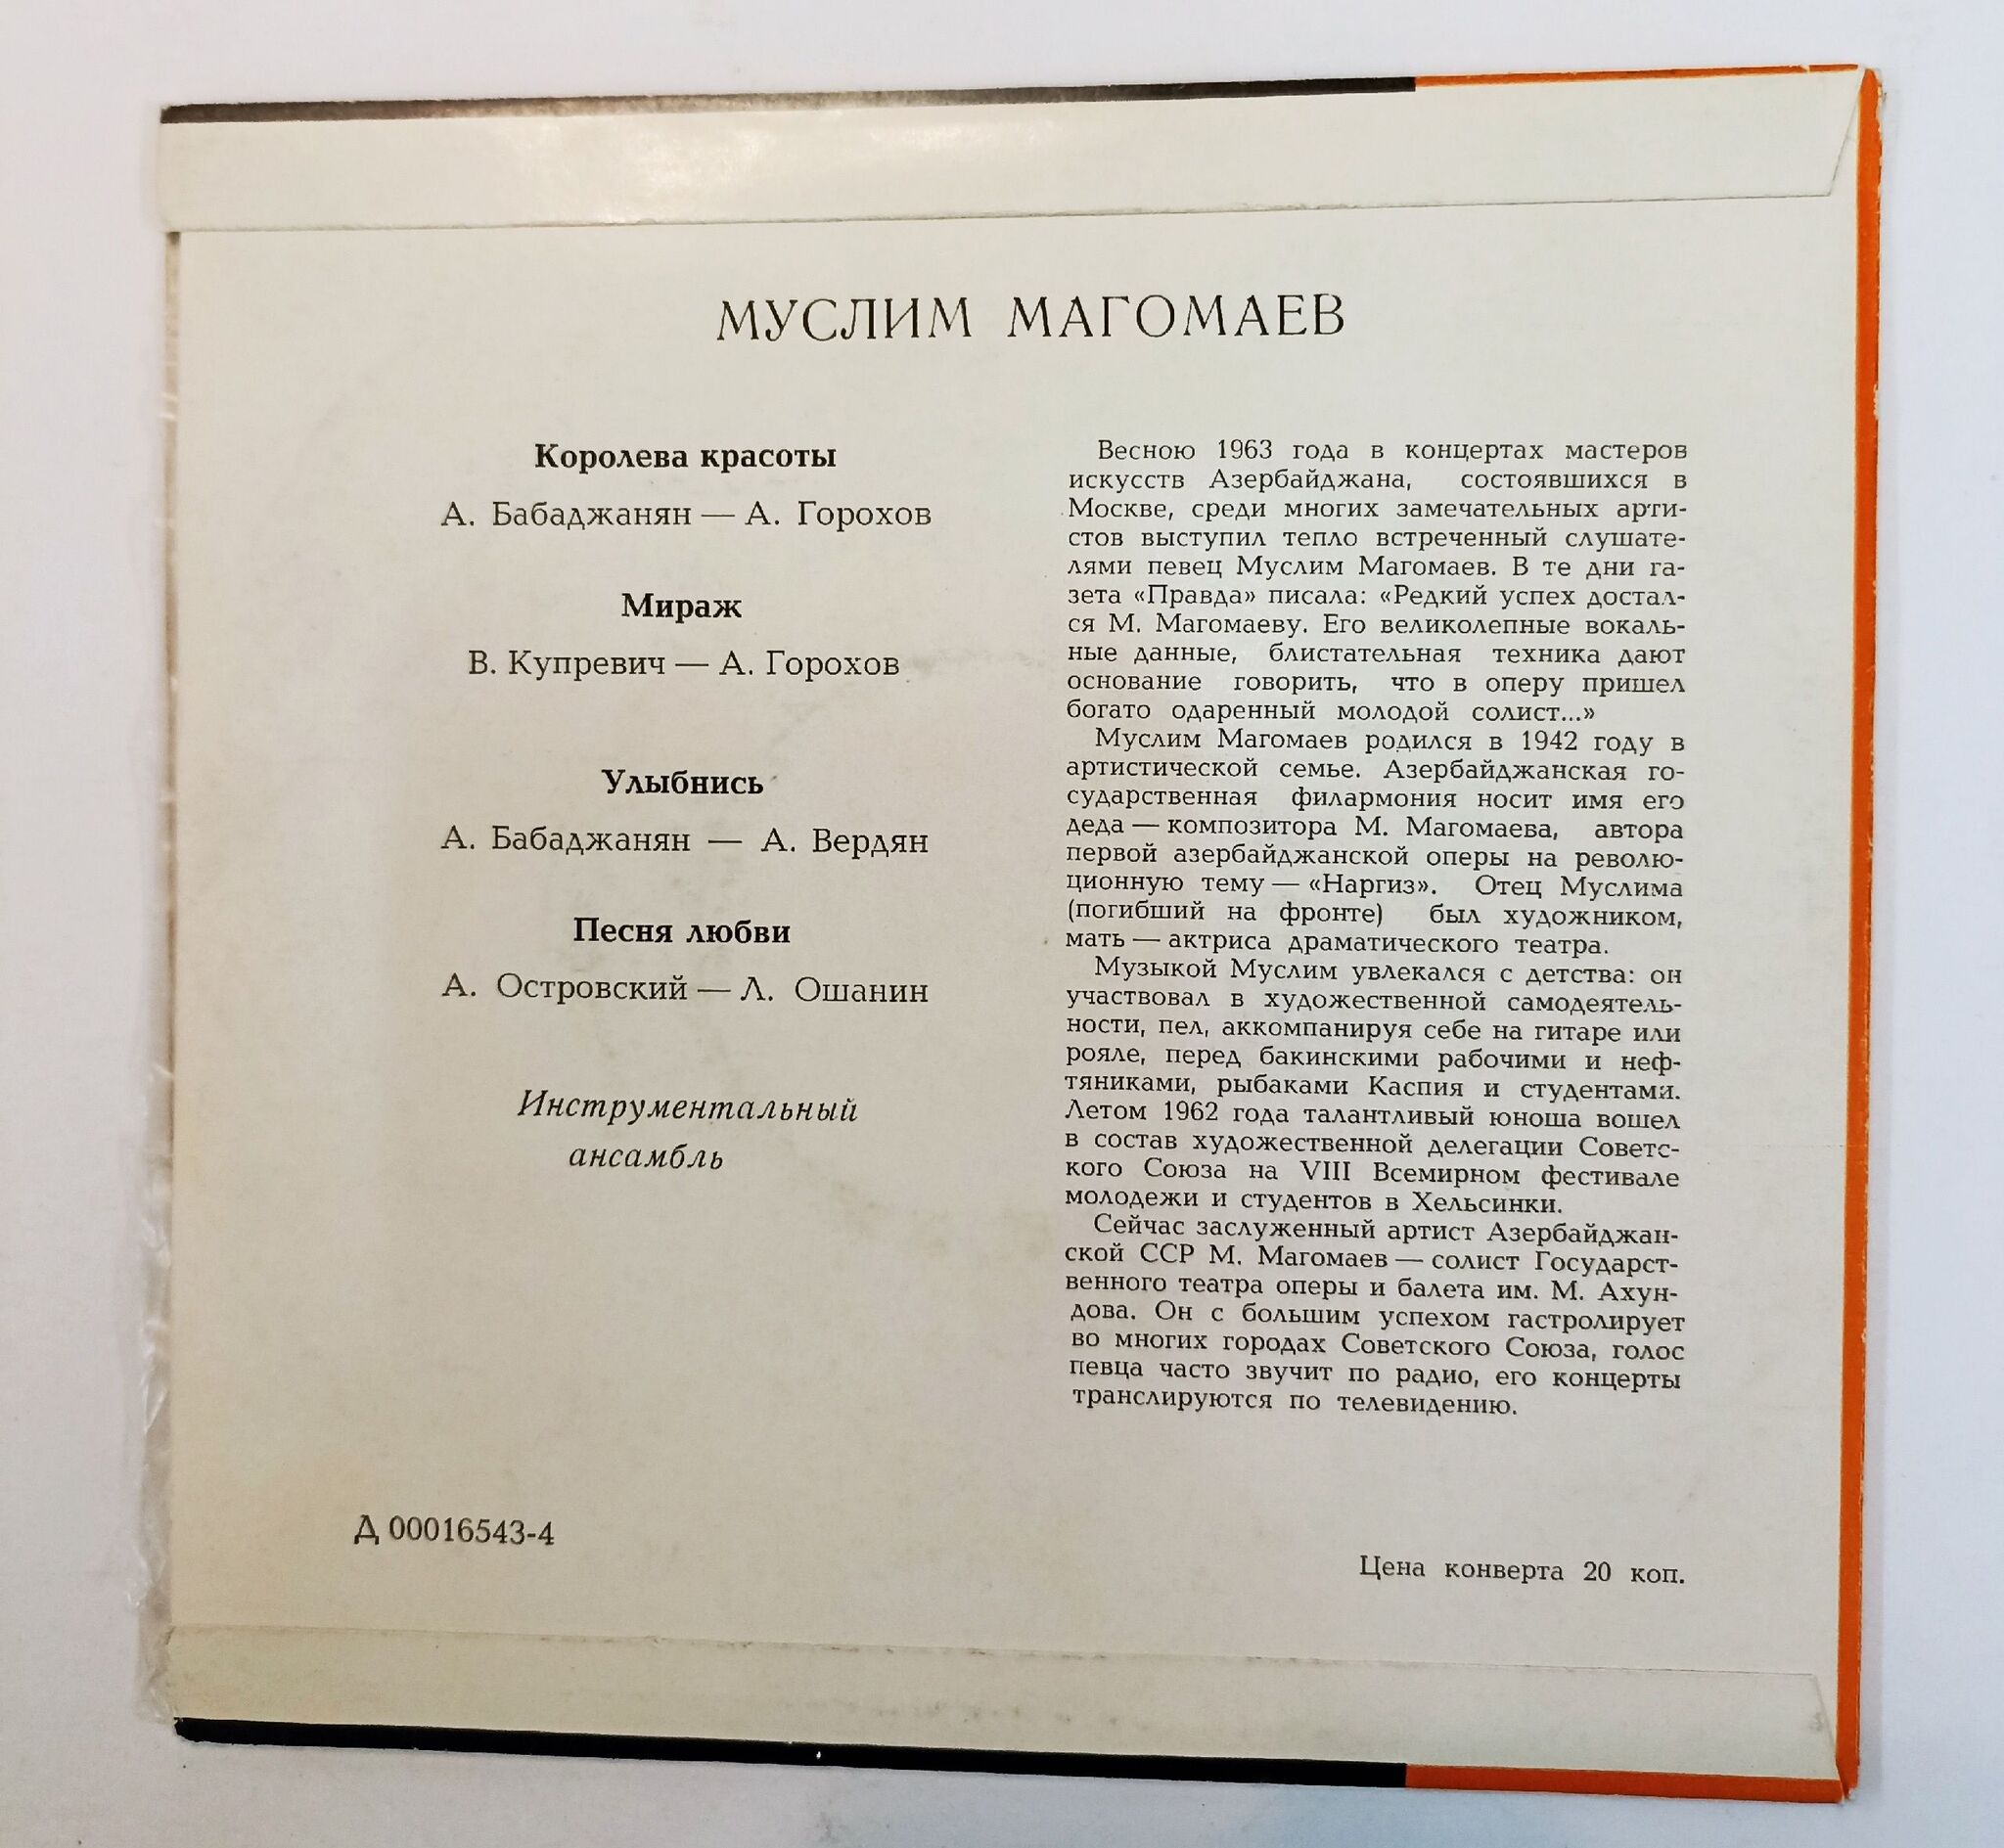 МУСЛИМ МАГОМАЕВ
Королева красоты
А. Бабаджанян — А. Горохов
Мираж
В. Купревич — А. Горохов
Улыбнись
А. Бабаджанян — А. Вердян
Песня любви
А. Островский — Л. Ошанин
Инструментальный
ансамбль
Весною 1963 года в концертах мастеров
искусств Азербайджана, состоявшихся в
Москве, среди многих замечательных арти-
стов выступил тепло встреченный слушате-
лями певец Муслим Магомаев. В те дни га-
зета «Правда» писала: «Редкий успех достал-
ся М. Магомаеву. Его великолепные вокаль-
ные данные, блистательная техника дают
основание говорить, что в оперу пришел
богато одаренный молодой солист...»
Муслим Магомаев родился в 1942 году в
артистической семье. Азербайджанская го-
сударственная филармония носит имя его
деда — композитора М. Магомаева, автора
первой азербайджанской оперы на револю-
ционную тему — «Наргиз». Отец Муслима
(погибший на фронте) был художником,
мать — актриса драматического театра.
Музыкой Муслим увлекался с детства: он
участвовал в художественной самодеятель-
ности, пел, аккомпанируя себе на гитаре или
рояле, перед бакинскими рабочими и неф-
тяниками, рыбаками Каспия и студентами.
Летом 1962 года талантливый юноша вошел
в состав художественной делегации Советс-
кого Союза на VIII Всемирном фестивале
молодежи и студентов в Хельсинки.
Сейчас заслуженный артист Азербайджан-
ской ССР М. Магомаев — солист Государст-
венного театра оперы и балета им. М. Ахун-
дова. Он с большим успехом гастролирует
во многих городах Советского Союза, голос
певца часто звучит по радио, его концерты
транслируются по телевидению.
Д 00016543-4
Цена конверта 20 коп.